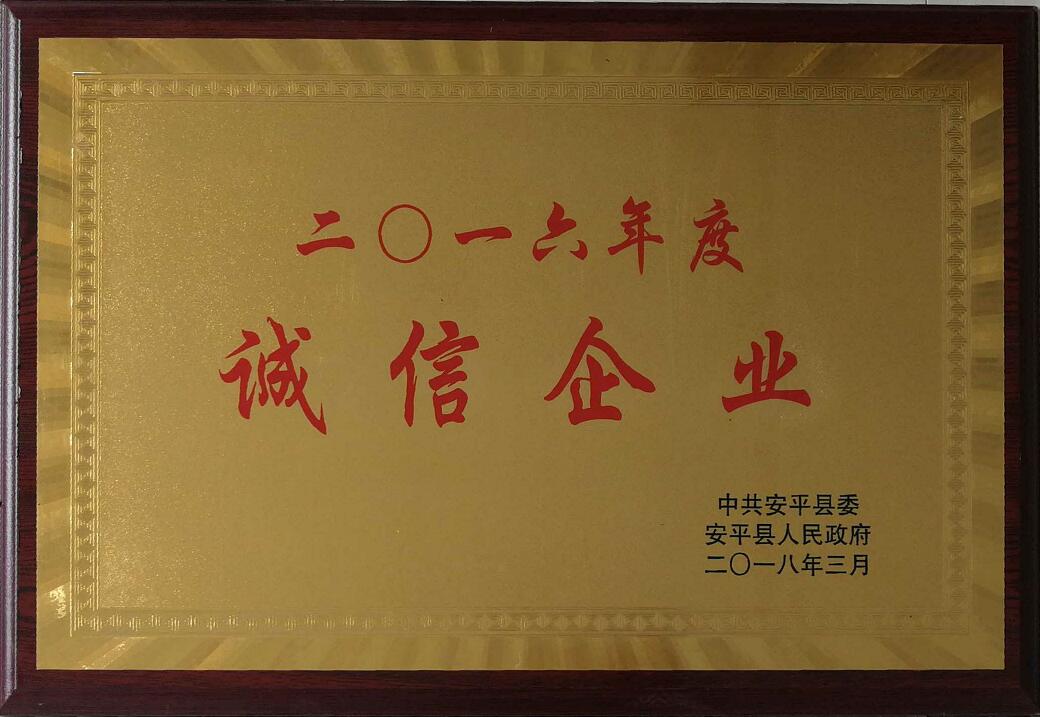 二〇一六年度
诚信企业
中共安平县委
安平县人民政府
二〇一八年三月